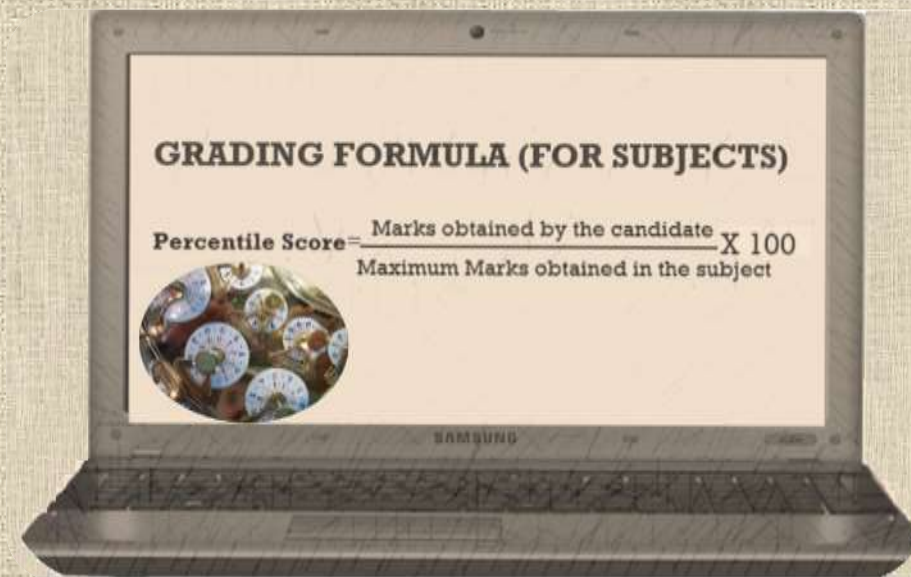 GRADING FORMULA (FOR SUBJECTS)
Percentile Score= Marks obtained by the candidate X 100
Maximum Marks obtained in the subject
SAMSUNG